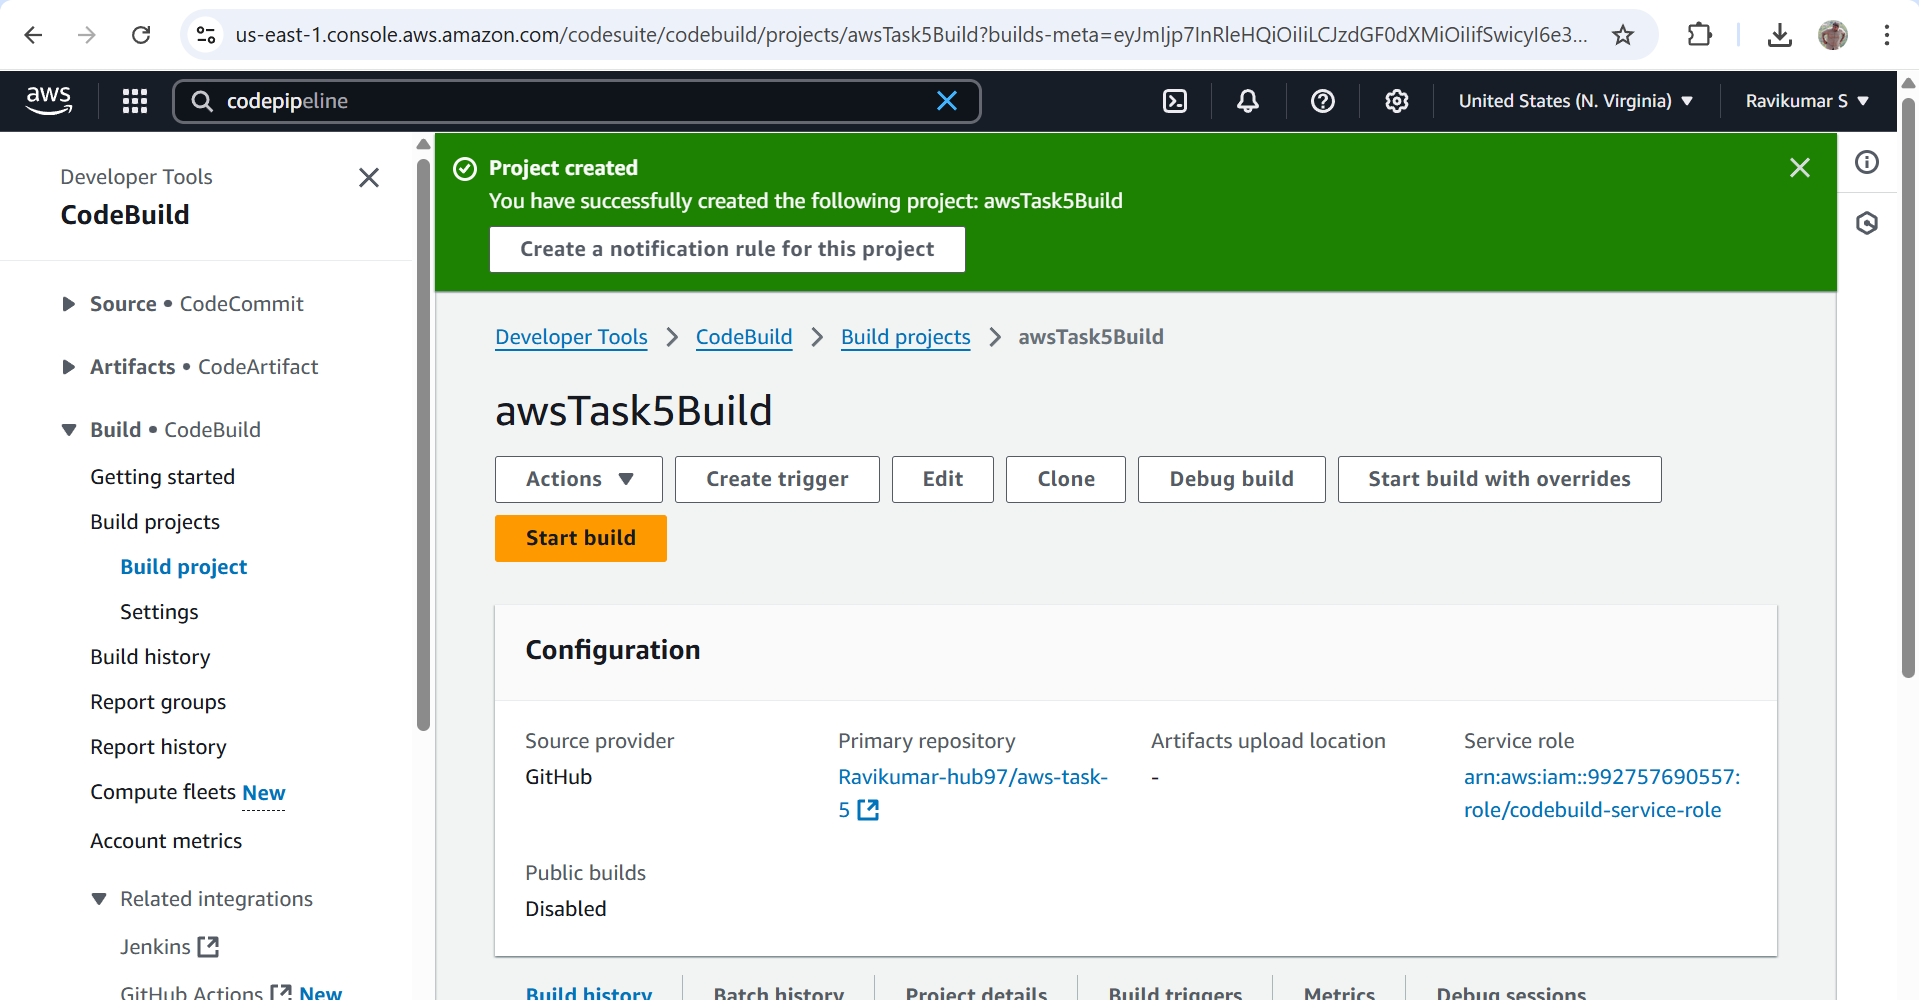 us-east-1.console.aws.amazon.com/codesuite/codebuild/projects/awsTask5Build?builds-meta=eyJmIjp7InRleHQiOiIiLCJzdGF0dXMiOiIifSwicyI6e3...
aws
codepipeline
United States (N. Virginia)
Ravikumar S
Developer Tools
CodeBuild
Source • CodeCommit
Artifacts • CodeArtifact
Build • CodeBuild
Getting started
Build projects
Build project
Settings
Build history
Report groups
Report history
Compute fleets New
Account metrics
Related integrations
Jenkins
GitHub Actions New
Project created
You have successfully created the following project: awsTask5Build
Create a notification rule for this project
Developer Tools > CodeBuild > Build projects > awsTask5Build
awsTask5Build
Actions
Create trigger
Edit
Clone
Debug build
Start build with overrides
Start build
Configuration
Source provider
GitHub
Primary repository
Ravikumar-hub97/aws-task-
5
Artifacts upload location
-
Service role
arn:aws:iam::992757690557:
role/codebuild-service-role
Public builds
Disabled
Build history
Batch history
Project details
Build triggers
Metrics
Debug sessions